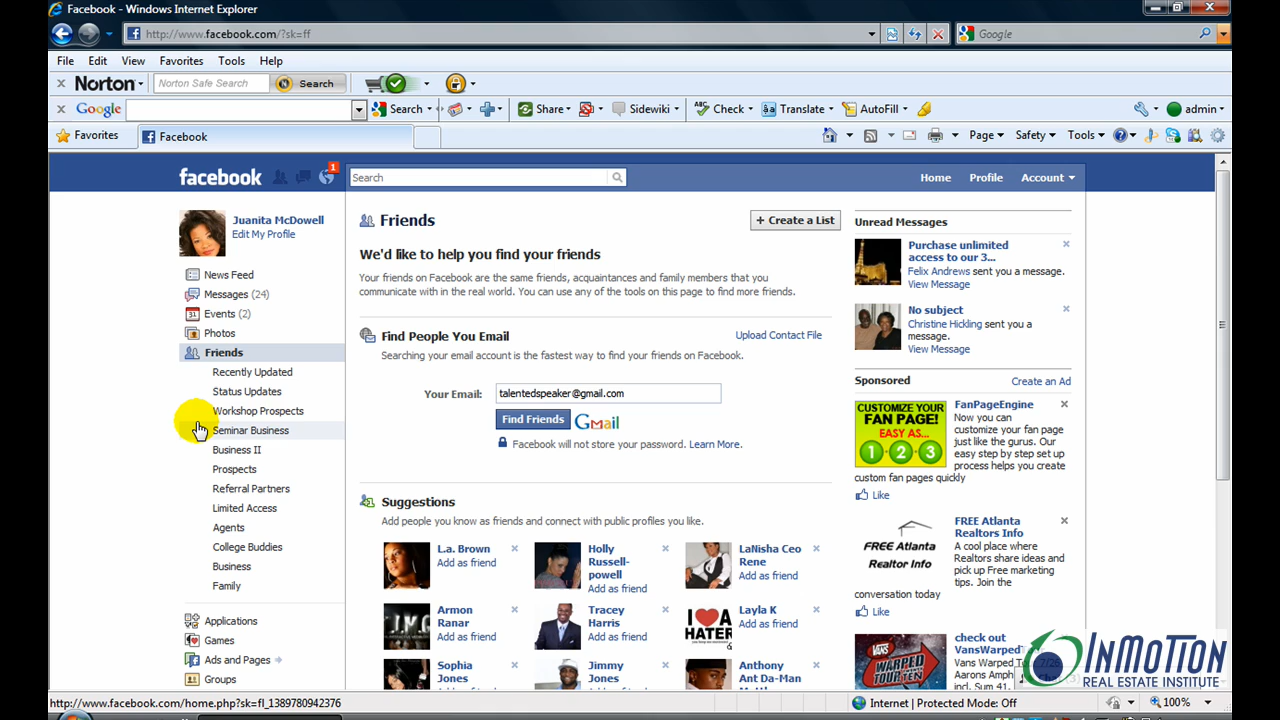 Facebook - Windows Internet Explorer
http://www.facebook.com/?sk=ff
Google
File Edit View Favorites Tools Help
Norton Norton Safe Search Search
Google Search Share Sidewiki Check Translate AutoFill admin
Favorites Facebook Page Safety Tools
facebook 1 Search Home Profile Account
Juanita McDowell
Edit My Profile
News Feed
Messages (24)
Events (2)
Photos
Friends
Recently Updated
Status Updates
Workshop Prospects
Seminar Business
Business II
Prospects
Referral Partners
Limited Access
Agents
College Buddies
Business
Family
Applications
Games
Ads and Pages
Groups
Friends
+ Create a List
We'd like to help you find your friends
Your friends on Facebook are the same friends, acquaintances and family members that you
communicate with in the real world. You can use any of the tools on this page to find more friends.
Find People You Email Upload Contact File
Searching your email account is the fastest way to find your friends on Facebook.
Your Email: talentedspeaker@gmail.com
Find Friends Gmail
Facebook will not store your password. Learn More.
Suggestions
Add people you know as friends and connect with public profiles you like.
L.a. Brown
Add as friend
Holly
Russell-
powell
Add as friend
LaNisha Ceo
Rene
Add as friend
Armon
Ranar
Add as friend
Tracey
Harris
Add as friend
I ♥ A
HATER
Layla K
Add as friend
Sophia
Jones
Jimmy
Jones
Anthony
Ant Da-Man
Unread Messages
Purchase unlimited
access to our 3...
Felix Andrews sent you a message.
View Message
No subject
Christine Hickling sent you a
message.
View Message
Sponsored Create an Ad
CUSTOMIZE YOUR
FAN PAGE!
EASY AS...
1 2 3
FanPageEngine
Now you can
customize your fan page
just like the gurus. Our
easy step by step set up
process helps you create
custom fan pages quickly
Like
FREE Atlanta
Realtor Info
FREE Atlanta
Realtors Info
A cool place where
Realtors share ideas and
pick up Free marketing
tips. Join the
conversation today
Like
VANS
WARPED
TOUR
check out
VansWarped
Vans Warped
Aarons Amph
incl. Sum 41,
INMOTION
REAL ESTATE INSTITUTE
http://www.facebook.com/home.php?sk=fl_1389780942376
Internet | Protected Mode: Off 100%